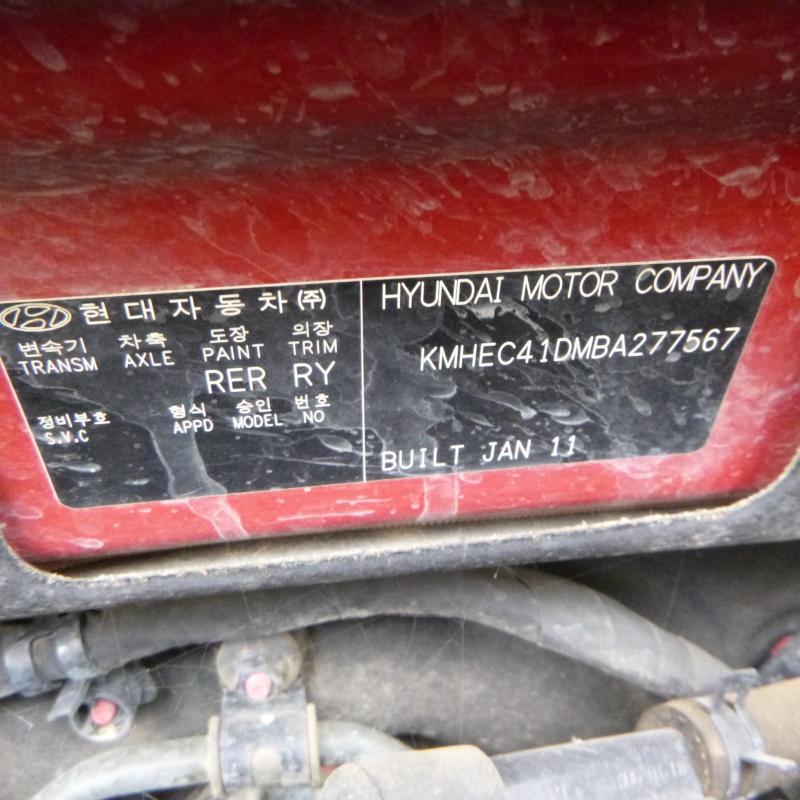 현대자동차(주)
변속기 차축 도장 의장
TRANSM AXLE PAINT TRIM
RER RY
정비부호 형식 승인 번호
S.V.C APPD MODEL NO
HYUNDAI MOTOR COMPANY
KMHEC41DMBA277567
BUILT JAN 11